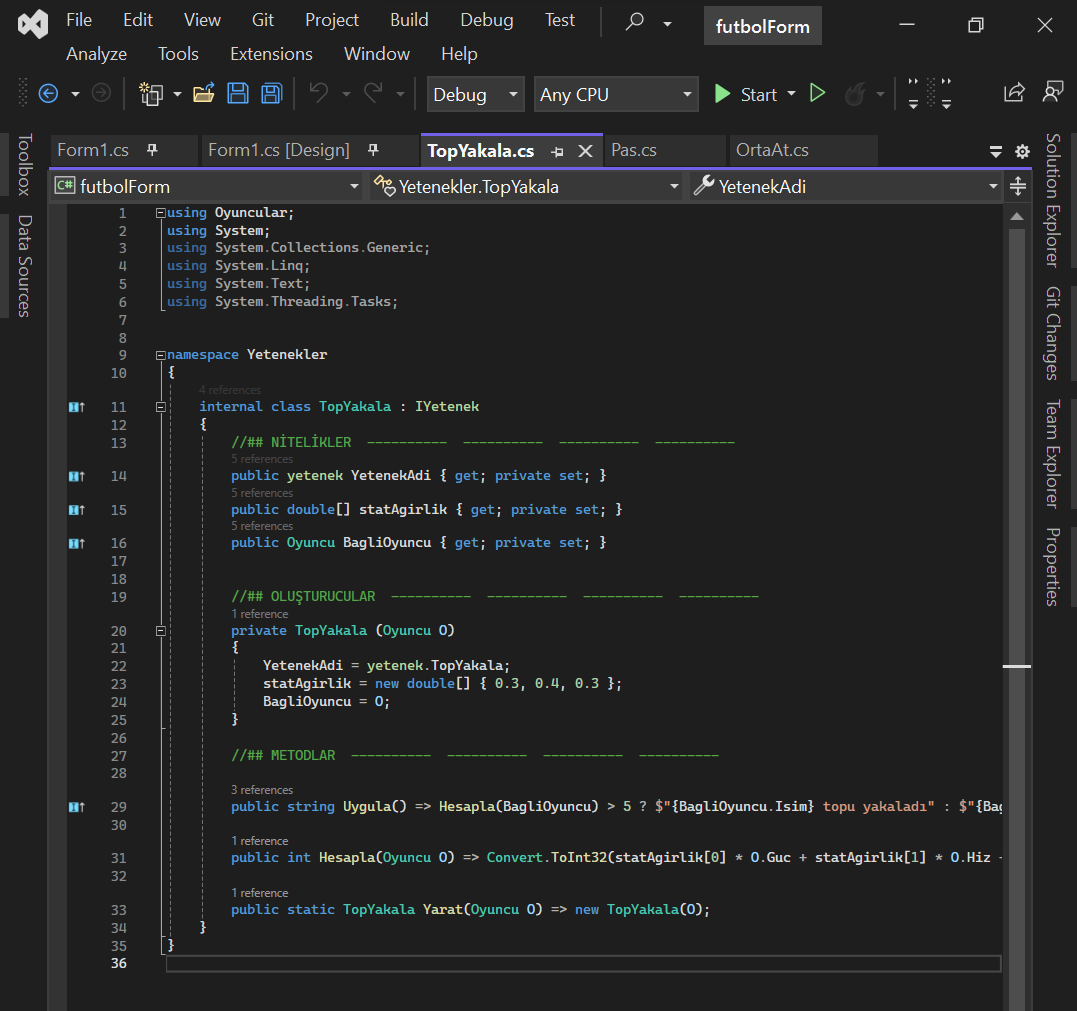 File Edit View Git Project Build Debug Test futbolForm
Analyze Tools Extensions Window Help
Debug Any CPU Start
Form1.cs Form1.cs [Design] TopYakala.cs Pas.cs OrtaAt.cs
C# futbolForm Yetenekler.TopYakala YetenekAdi
Toolbox
Data Sources
1 using Oyuncular;
2 using System;
3 using System.Collections.Generic;
4 using System.Linq;
5 using System.Text;
6 using System.Threading.Tasks;
7
8
9 namespace Yetenekler
10 {
4 references
11 internal class TopYakala : IYetenek
12 {
13 //## NİTELİKLER ---------- ---------- ---------- ----------
5 references
14 public yetenek YetenekAdi { get; private set; }
5 references
15 public double[] statAgirlik { get; private set; }
5 references
16 public Oyuncu BagliOyuncu { get; private set; }
17
18
19 //## OLUŞTURUCULAR ---------- ---------- ---------- ----------
1 reference
20 private TopYakala (Oyuncu O)
21 {
22 YetenekAdi = yetenek.TopYakala;
23 statAgirlik = new double[] { 0.3, 0.4, 0.3 };
24 BagliOyuncu = O;
25 }
26
27 //## METODLAR ---------- ---------- ---------- ----------
28
3 references
29 public string Uygula() => Hesapla(BagliOyuncu) > 5 ? $"{BagliOyuncu.Isim} topu yakaladı" : $"{Bag
30
1 reference
31 public int Hesapla(Oyuncu O) => Convert.ToInt32(statAgirlik[0] * O.Guc + statAgirlik[1] * O.Hiz
32
1 reference
33 public static TopYakala Yarat(Oyuncu O) => new TopYakala(O);
34 }
35 }
36
Solution Explorer
Git Changes
Team Explorer
Properties